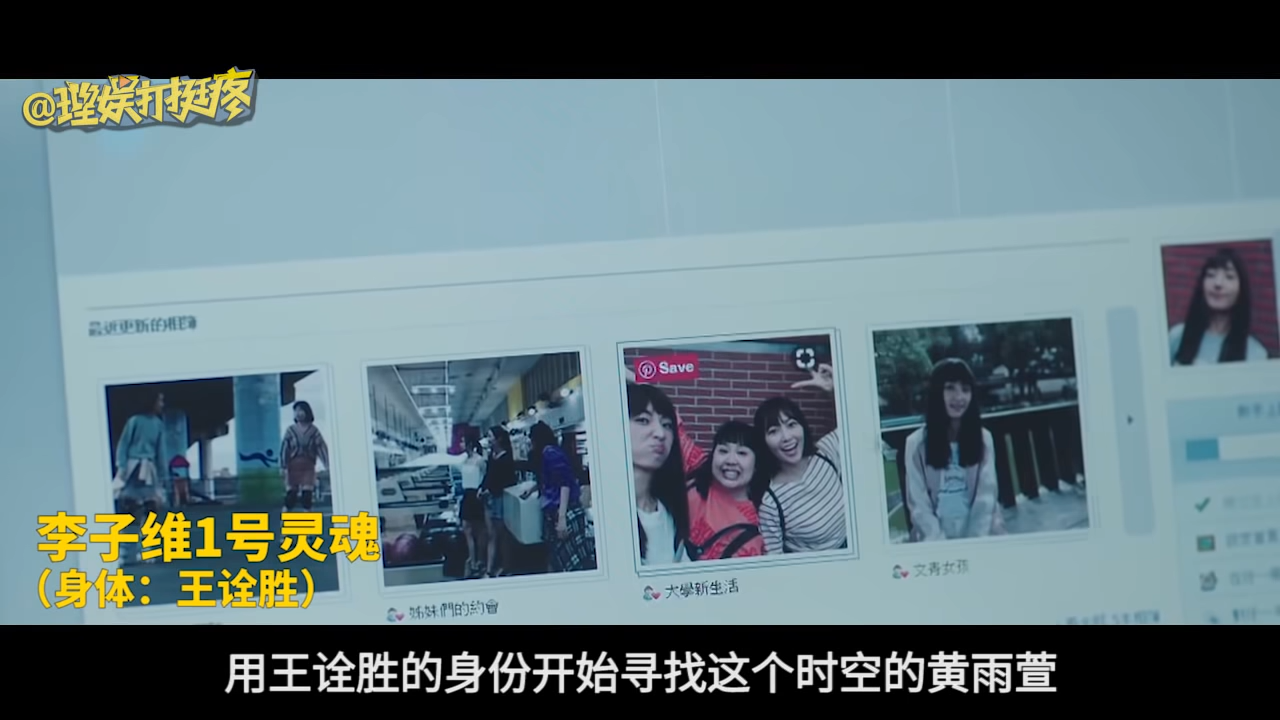 @理娱打挺疼
最近更新的相簿
Save
姊妹們的約會
大學新生活
文青女孩
李子维1号灵魂
（身体：王诠胜）
用王诠胜的身份开始寻找这个时空的黄雨萱